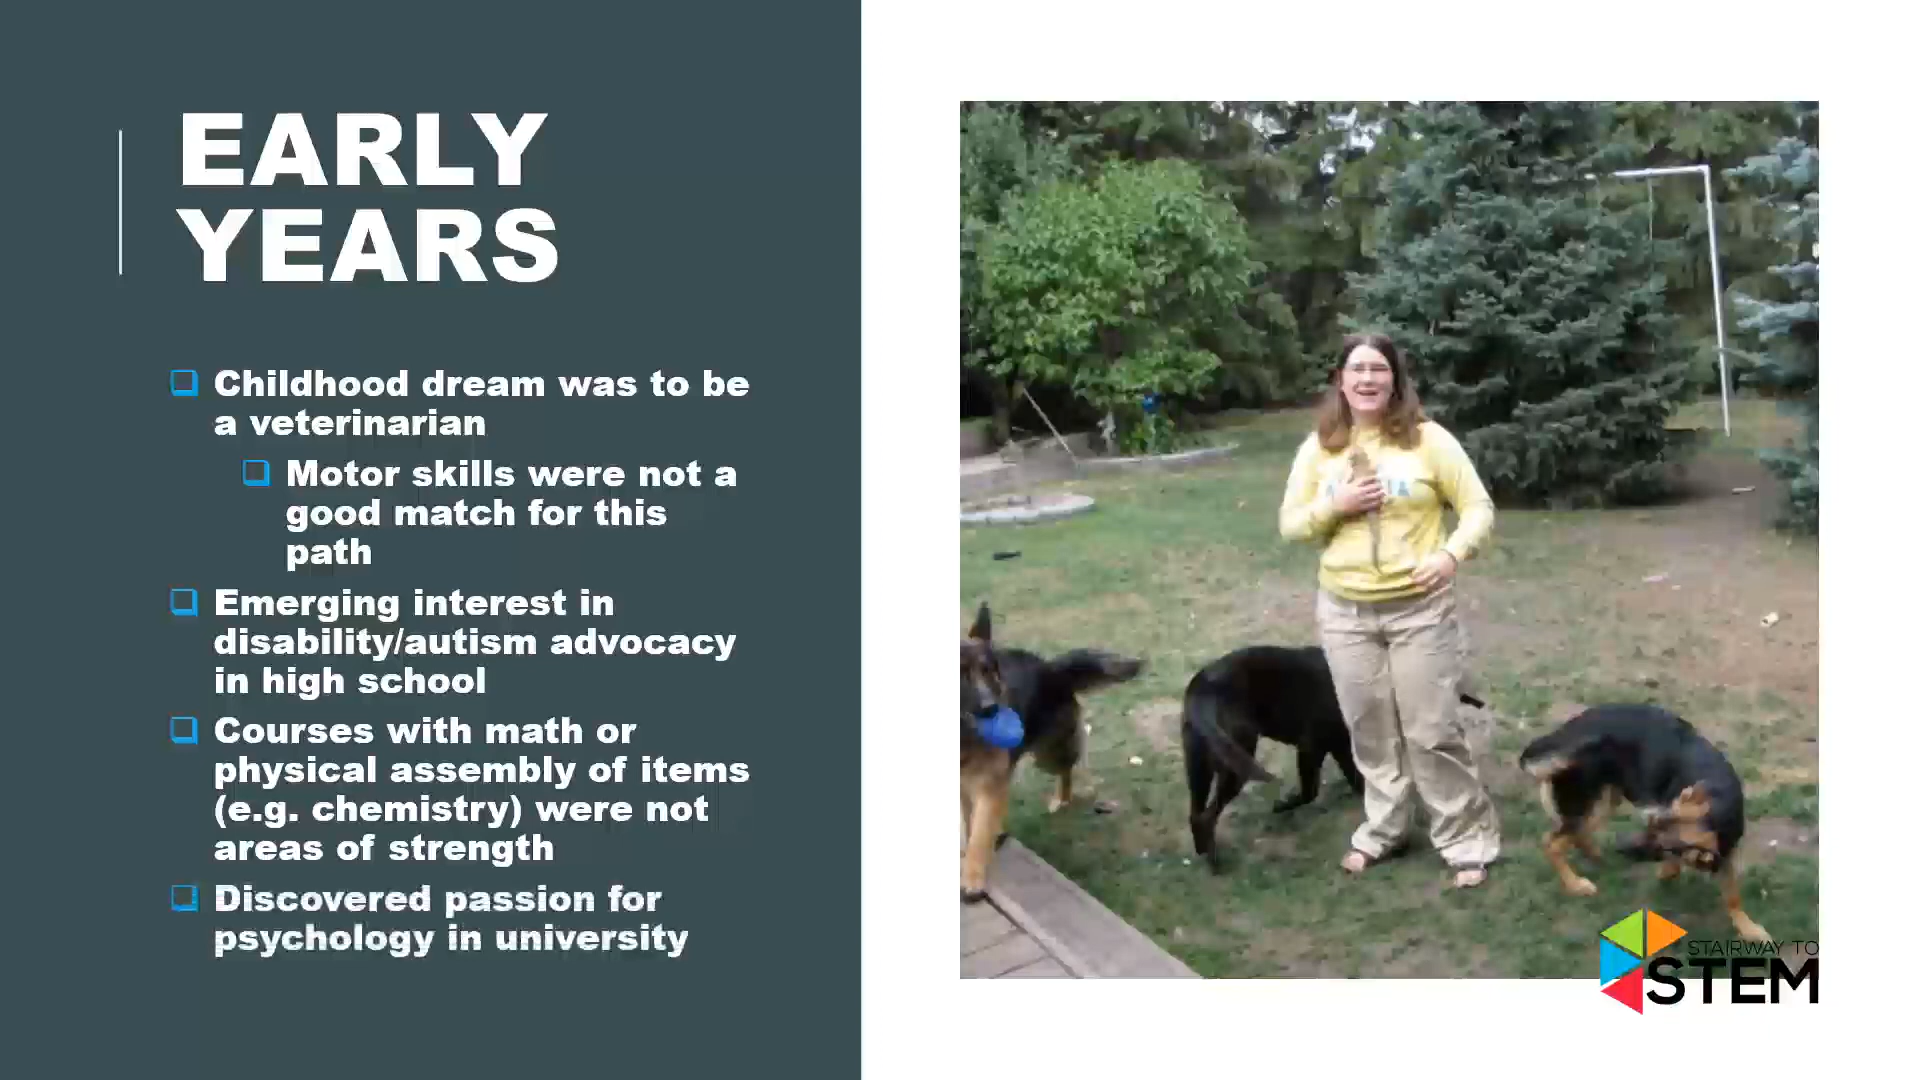 EARLY
YEARS
Childhood dream was to be
a veterinarian
Motor skills were not a
good match for this
path
Emerging interest in
disability/autism advocacy
in high school
Courses with math or
physical assembly of items
(e.g. chemistry) were not
areas of strength
Discovered passion for
psychology in university
STAIRWAY TO
STEM